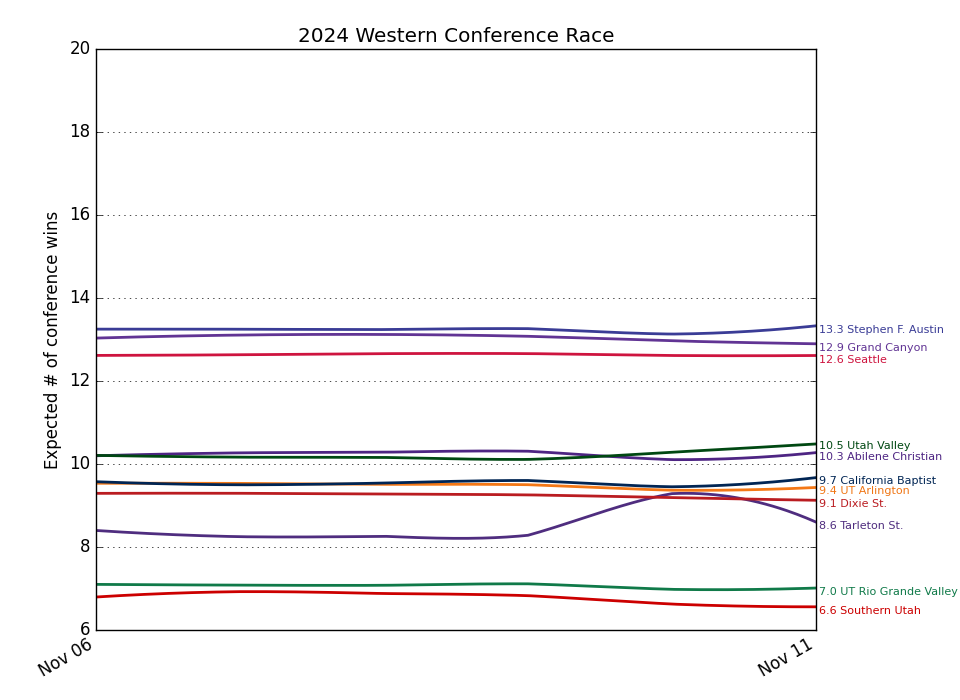 2024 Western Conference Race
Expected # of conference wins
20
18
16
14
12
10
8
6
Nov 06
Nov 11
13.3 Stephen F. Austin
12.9 Grand Canyon
12.6 Seattle
10.5 Utah Valley
10.3 Abilene Christian
9.7 California Baptist
9.4 UT Arlington
9.1 Dixie St.
8.6 Tarleton St.
7.0 UT Rio Grande Valley
6.6 Southern Utah